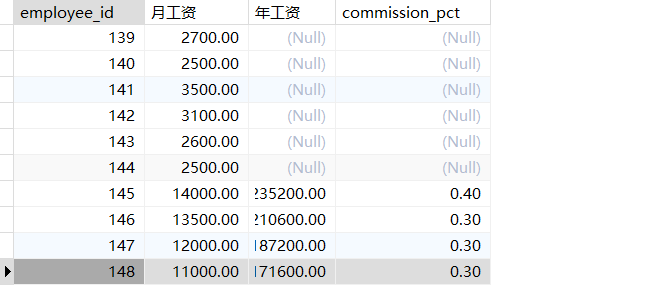 employee_id 月工资 年工资 commission_pct
139 2700.00 (Null) (Null)
140 2500.00 (Null) (Null)
141 3500.00 (Null) (Null)
142 3100.00 (Null) (Null)
143 2600.00 (Null) (Null)
144 2500.00 (Null) (Null)
145 14000.00 235200.00 0.40
146 13500.00 210600.00 0.30
147 12000.00 187200.00 0.30
148 11000.00 171600.00 0.30